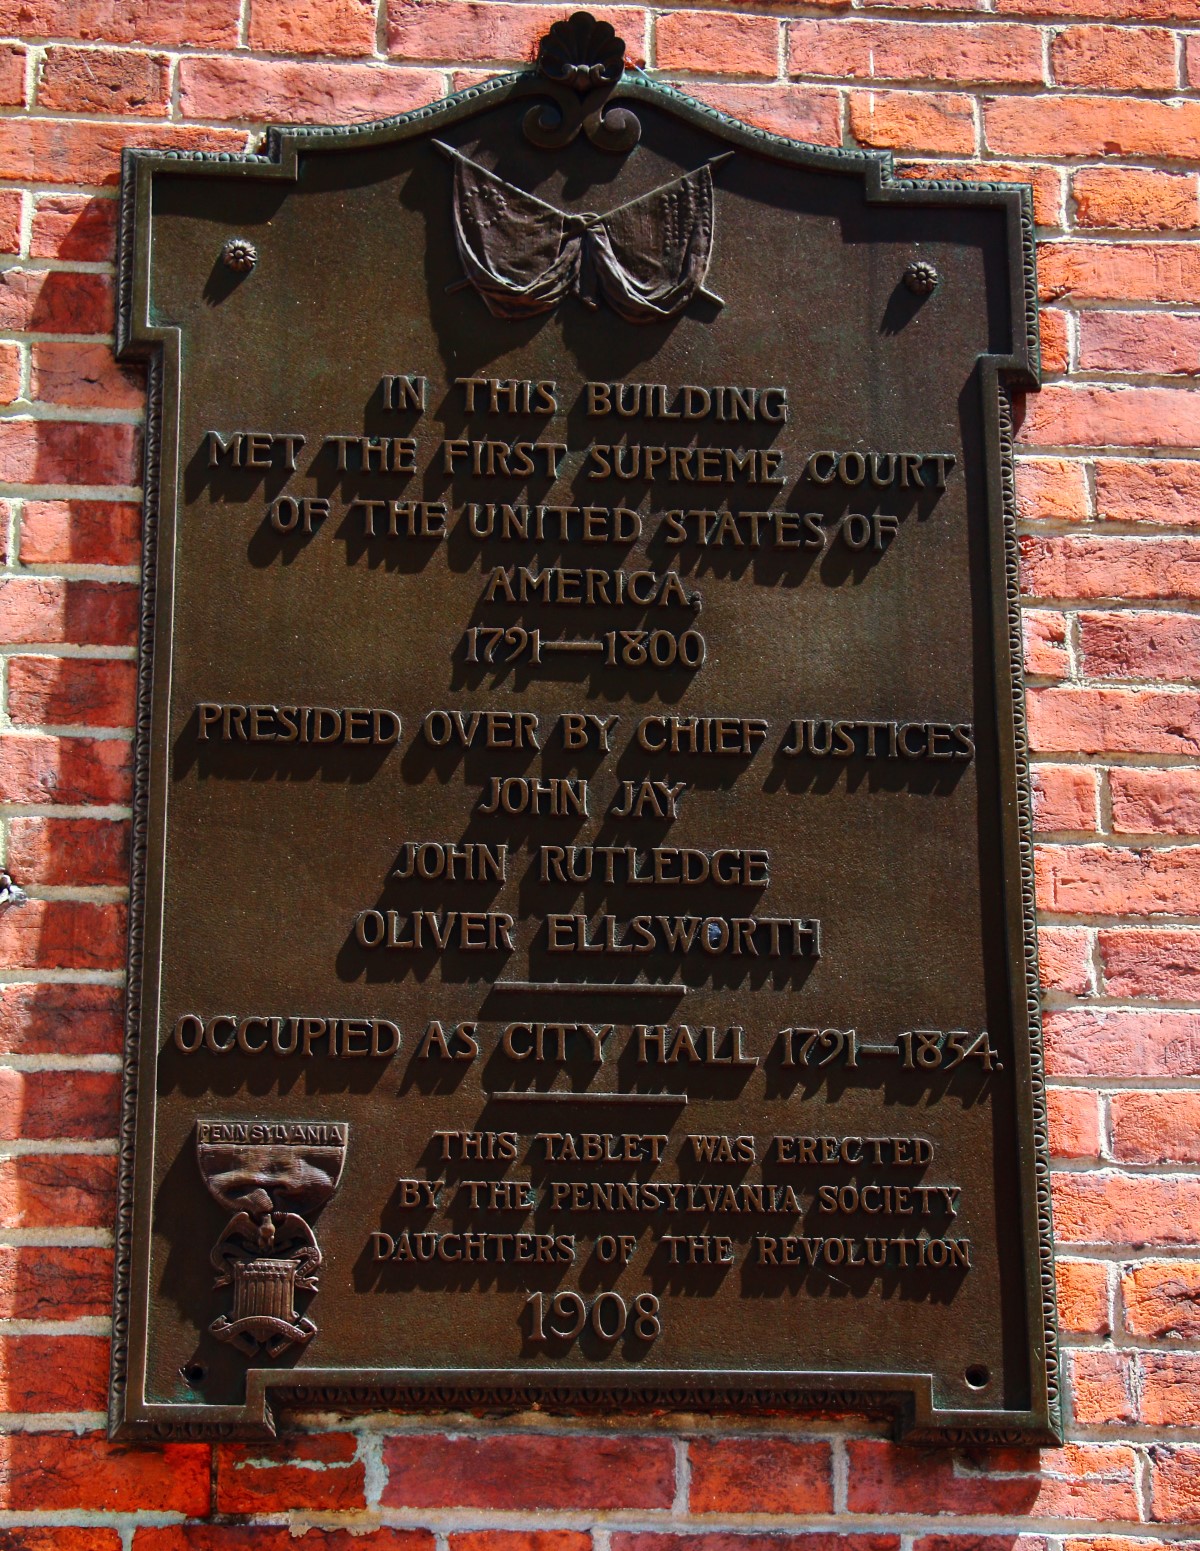 IN THIS BUILDING
MET THE FIRST SUPREME COURT
OF THE UNITED STATES OF
AMERICA.
1791—1800
PRESIDED OVER BY CHIEF JUSTICES
JOHN JAY
JOHN RUTLEDGE
OLIVER ELLSWORTH
OCCUPIED AS CITY HALL 1791—1854.
PENNSYLVANIA
THIS TABLET WAS ERECTED
BY THE PENNSYLVANIA SOCIETY
DAUGHTERS OF THE REVOLUTION
1908